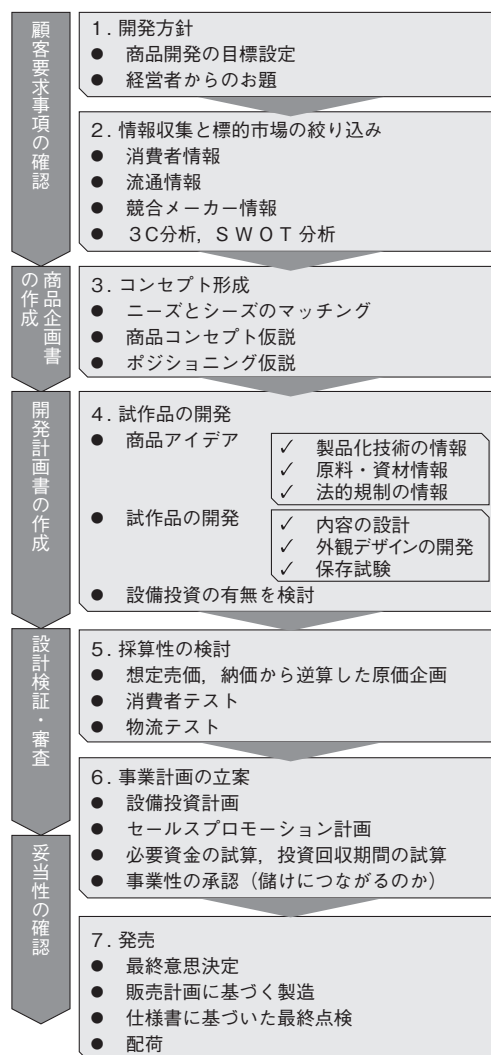 顧客要求事項の確認
1．開発方針
● 商品開発の目標設定
● 経営者からのお題
2．情報収集と標的市場の絞り込み
● 消費者情報
● 流通情報
● 競合メーカー情報
● 3C分析，SWOT分析
商品企画書
の作成
3．コンセプト形成
● ニーズとシーズのマッチング
● 商品コンセプト仮説
● ポジショニング仮説
開発計画書の作成
4．試作品の開発
● 商品アイデア
✓ 製品化技術の情報
✓ 原料・資材情報
✓ 法的規制の情報
● 試作品の開発
✓ 内容の設計
✓ 外観デザインの開発
✓ 保存試験
● 設備投資の有無を検討
設計検証・審査
5．採算性の検討
● 想定売価，納価から逆算した原価企画
● 消費者テスト
● 物流テスト
6．事業計画の立案
● 設備投資計画
● セールスプロモーション計画
● 必要資金の試算，投資回収期間の試算
● 事業性の承認（儲けにつながるのか）
妥当性の確認
7．発売
● 最終意思決定
● 販売計画に基づく製造
● 仕様書に基づいた最終点検
● 配荷